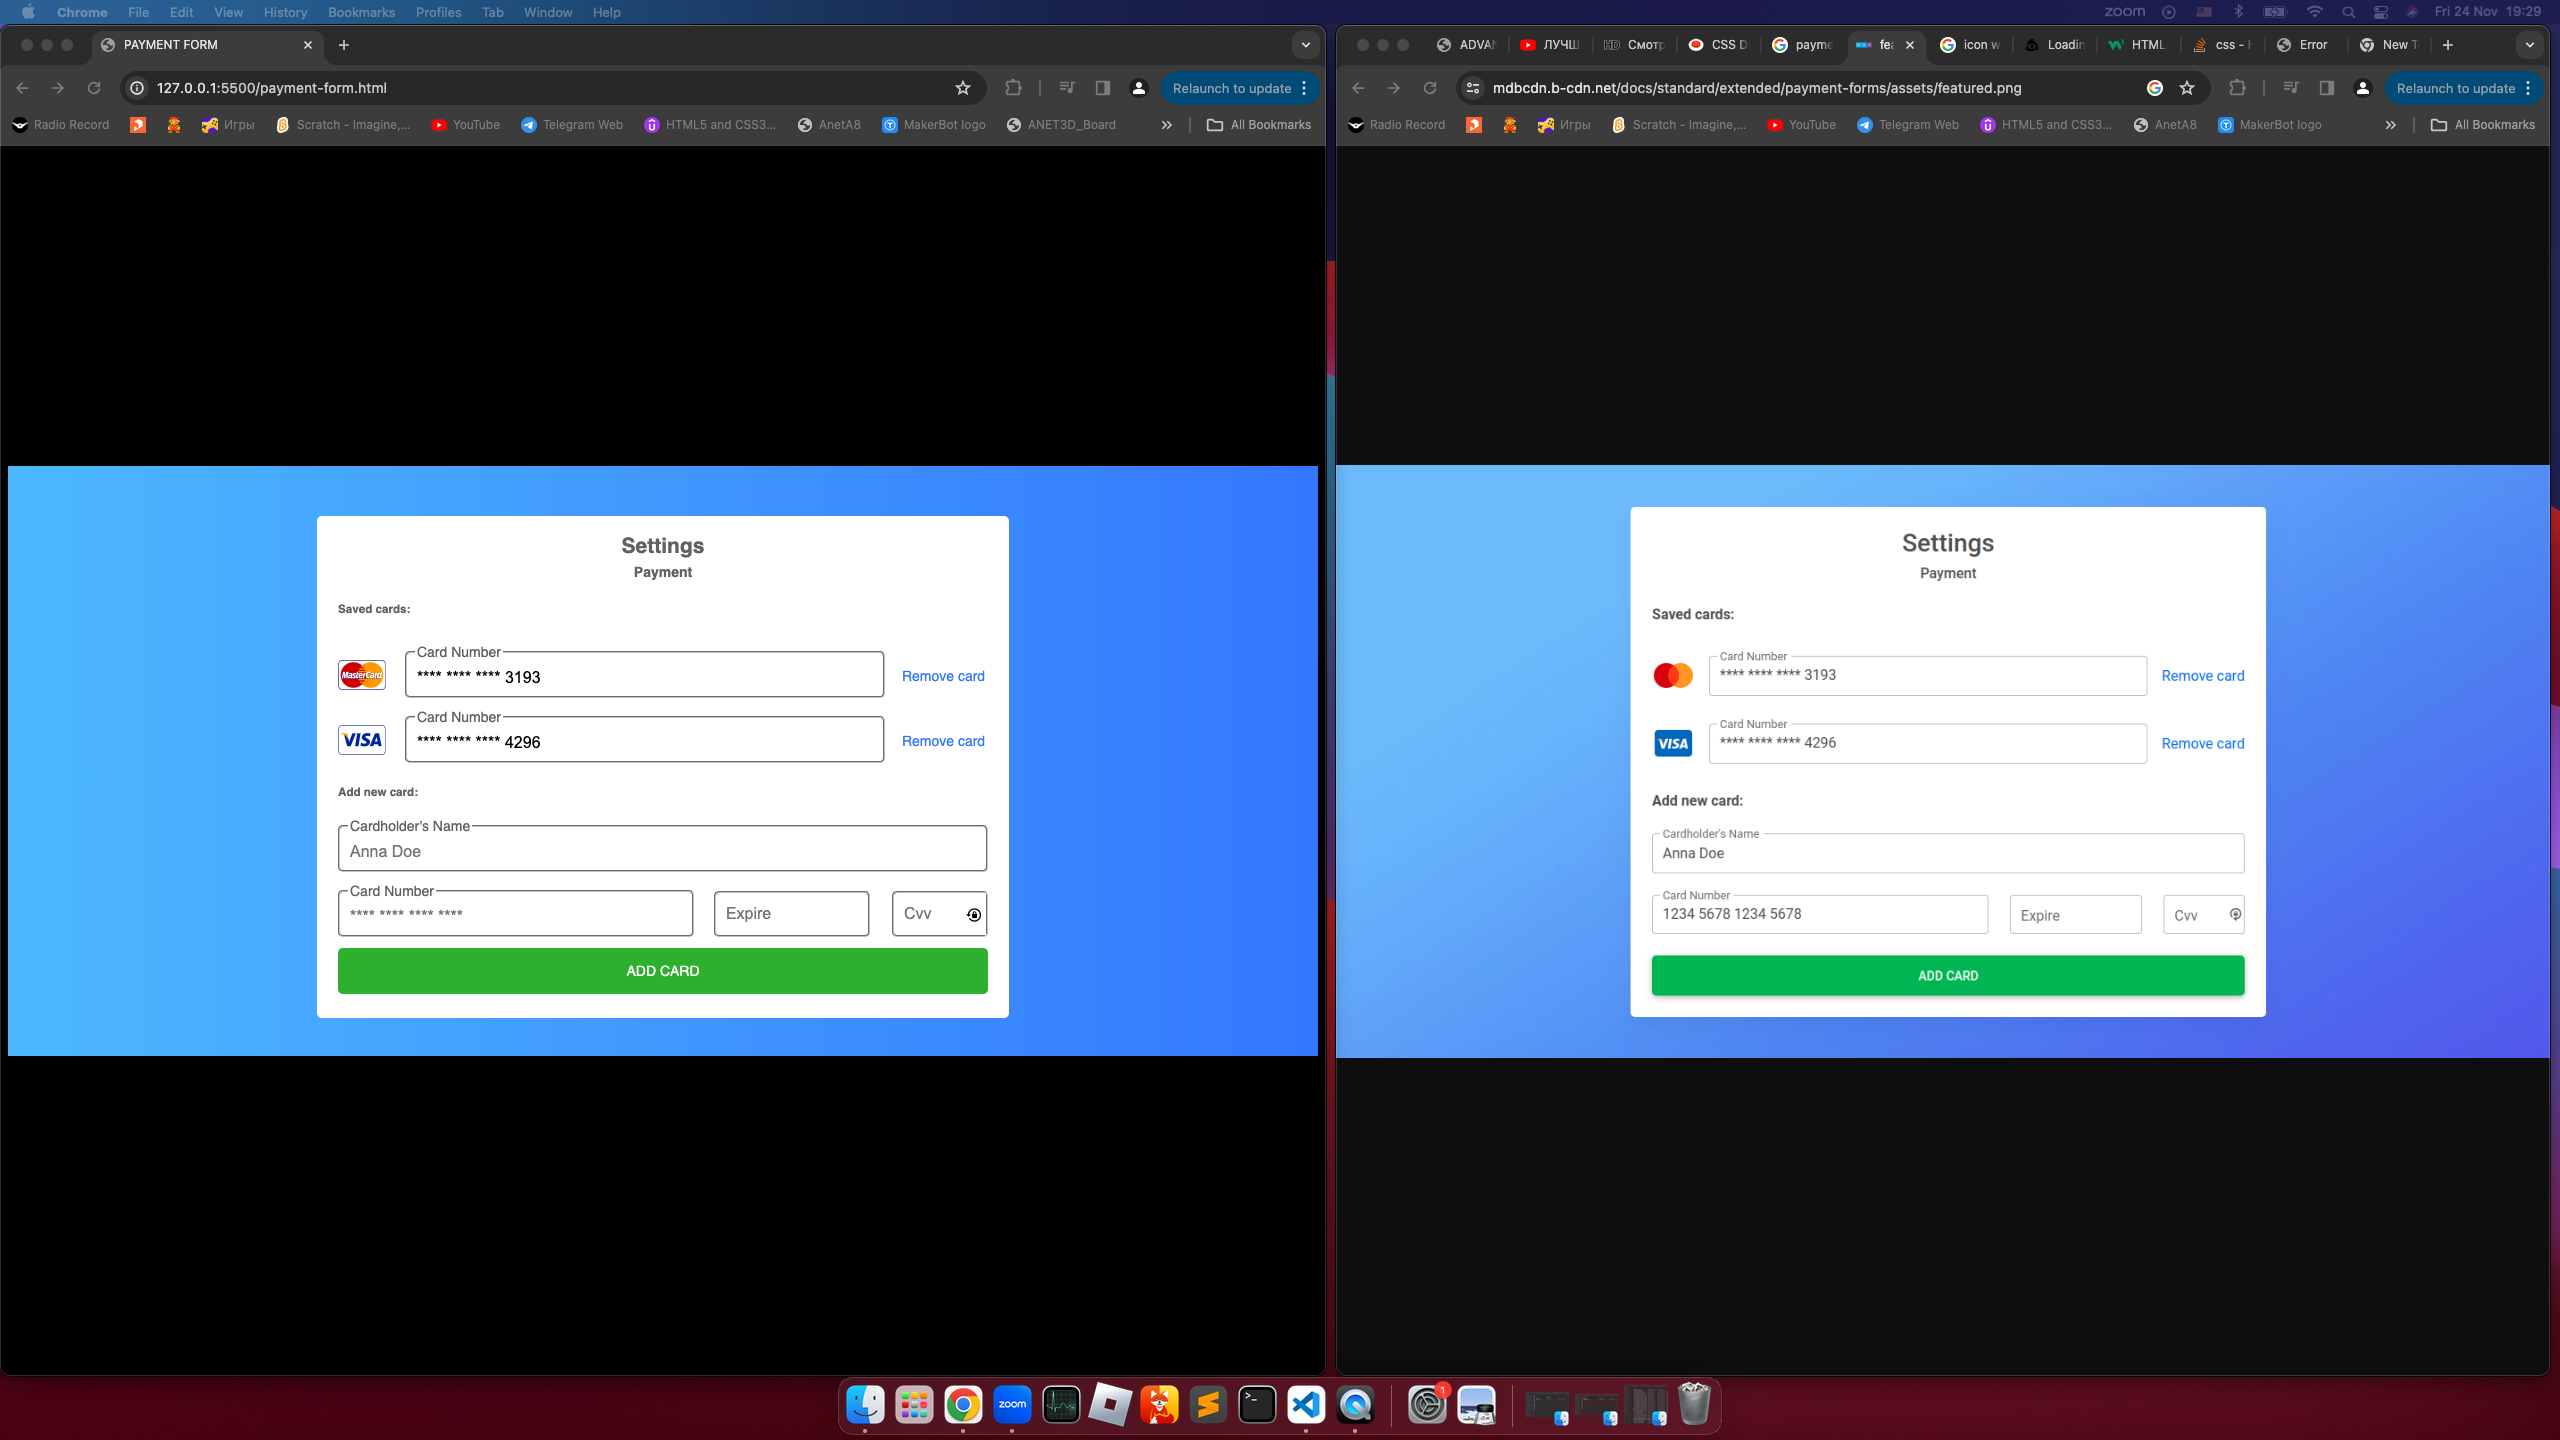 Chrome File Edit View History Bookmarks Profiles Tab Window Help
zoom Fri 24 Nov 19:29
PAYMENT FORM
127.0.0.1:5500/payment-form.html
Relaunch to update
Radio Record Игры Scratch - Imagine,... YouTube Telegram Web HTML5 and CSS3... AnetA8 MakerBot logo ANET3D_Board All Bookmarks
Settings
Payment
Saved cards:
Card Number
MasterCard **** **** **** 3193 Remove card
Card Number
VISA **** **** **** 4296 Remove card
Add new card:
Cardholder's Name
Anna Doe
Card Number
**** **** **** **** Expire Cvv
ADD CARD
ADVA ЛУЧШ HD Смотр CSS D payme fea icon w Loadin HTML css - Error New T
mdbcdn.b-cdn.net/docs/standard/extended/payment-forms/assets/featured.png
Relaunch to update
Radio Record Игры Scratch - Imagine,... YouTube Telegram Web HTML5 and CSS3... AnetA8 MakerBot logo All Bookmarks
Settings
Payment
Saved cards:
Card Number
**** **** **** 3193 Remove card
Card Number
VISA **** **** **** 4296 Remove card
Add new card:
Cardholder's Name
Anna Doe
Card Number
1234 5678 1234 5678 Expire Cvv
ADD CARD
zoom
1